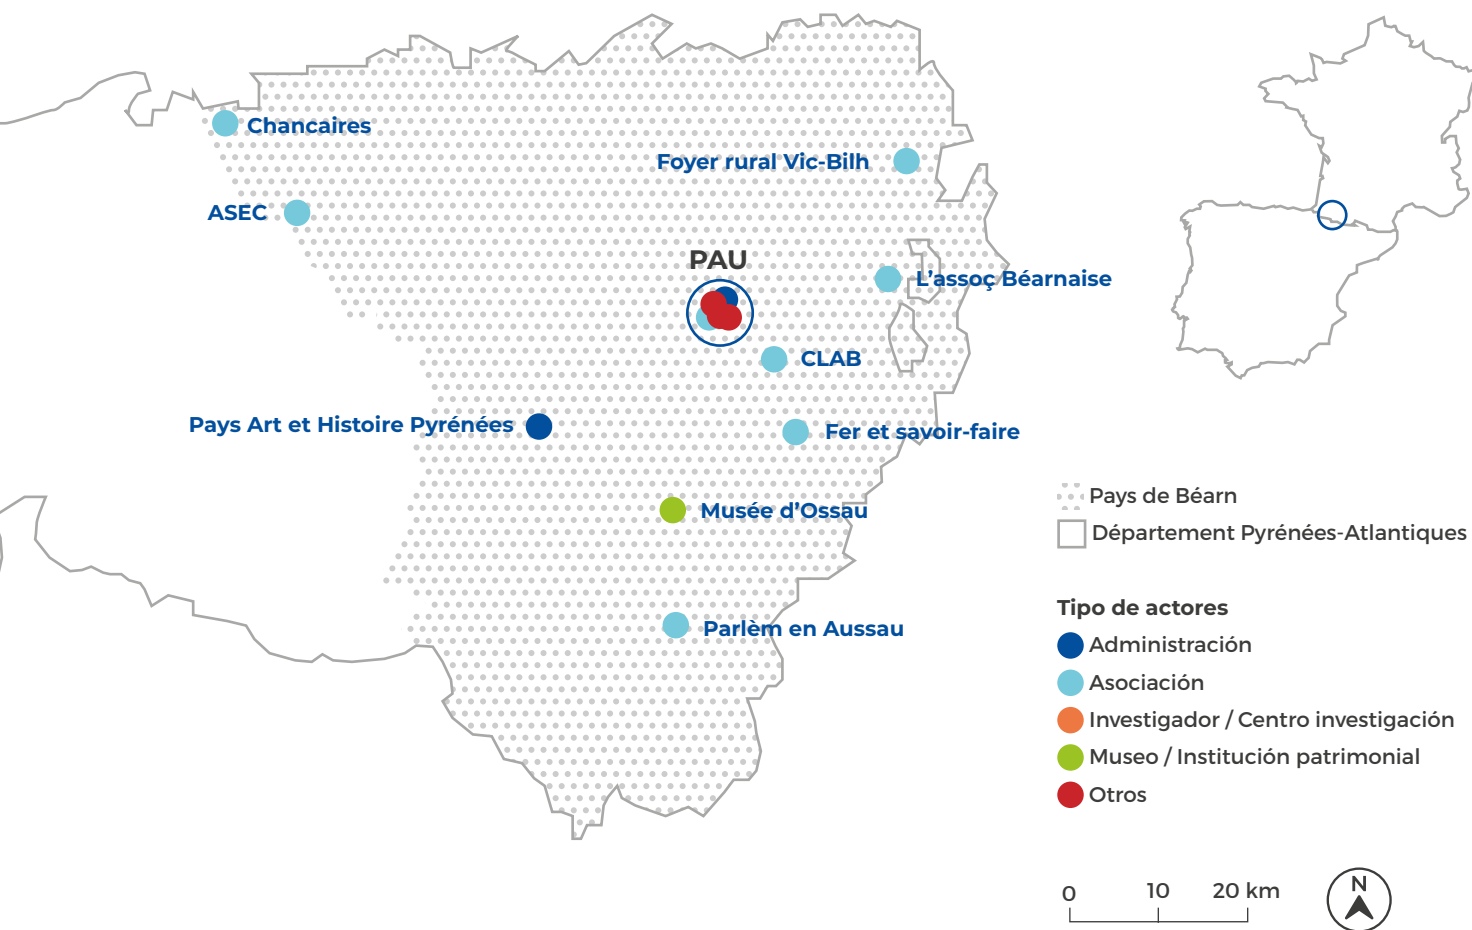 Chancaires
Foyer rural Vic-Bilh
ASEC
PAU
L'assoç Béarnaise
CLAB
Pays Art et Histoire Pyrénées
Fer et savoir-faire
Musée d'Ossau
Parlèm en Aussau
Pays de Béarn
Département Pyrénées-Atlantiques
Tipo de actores
Administración
Asociación
Investigador / Centro investigación
Museo / Institución patrimonial
Otros
0 10 20 km
N